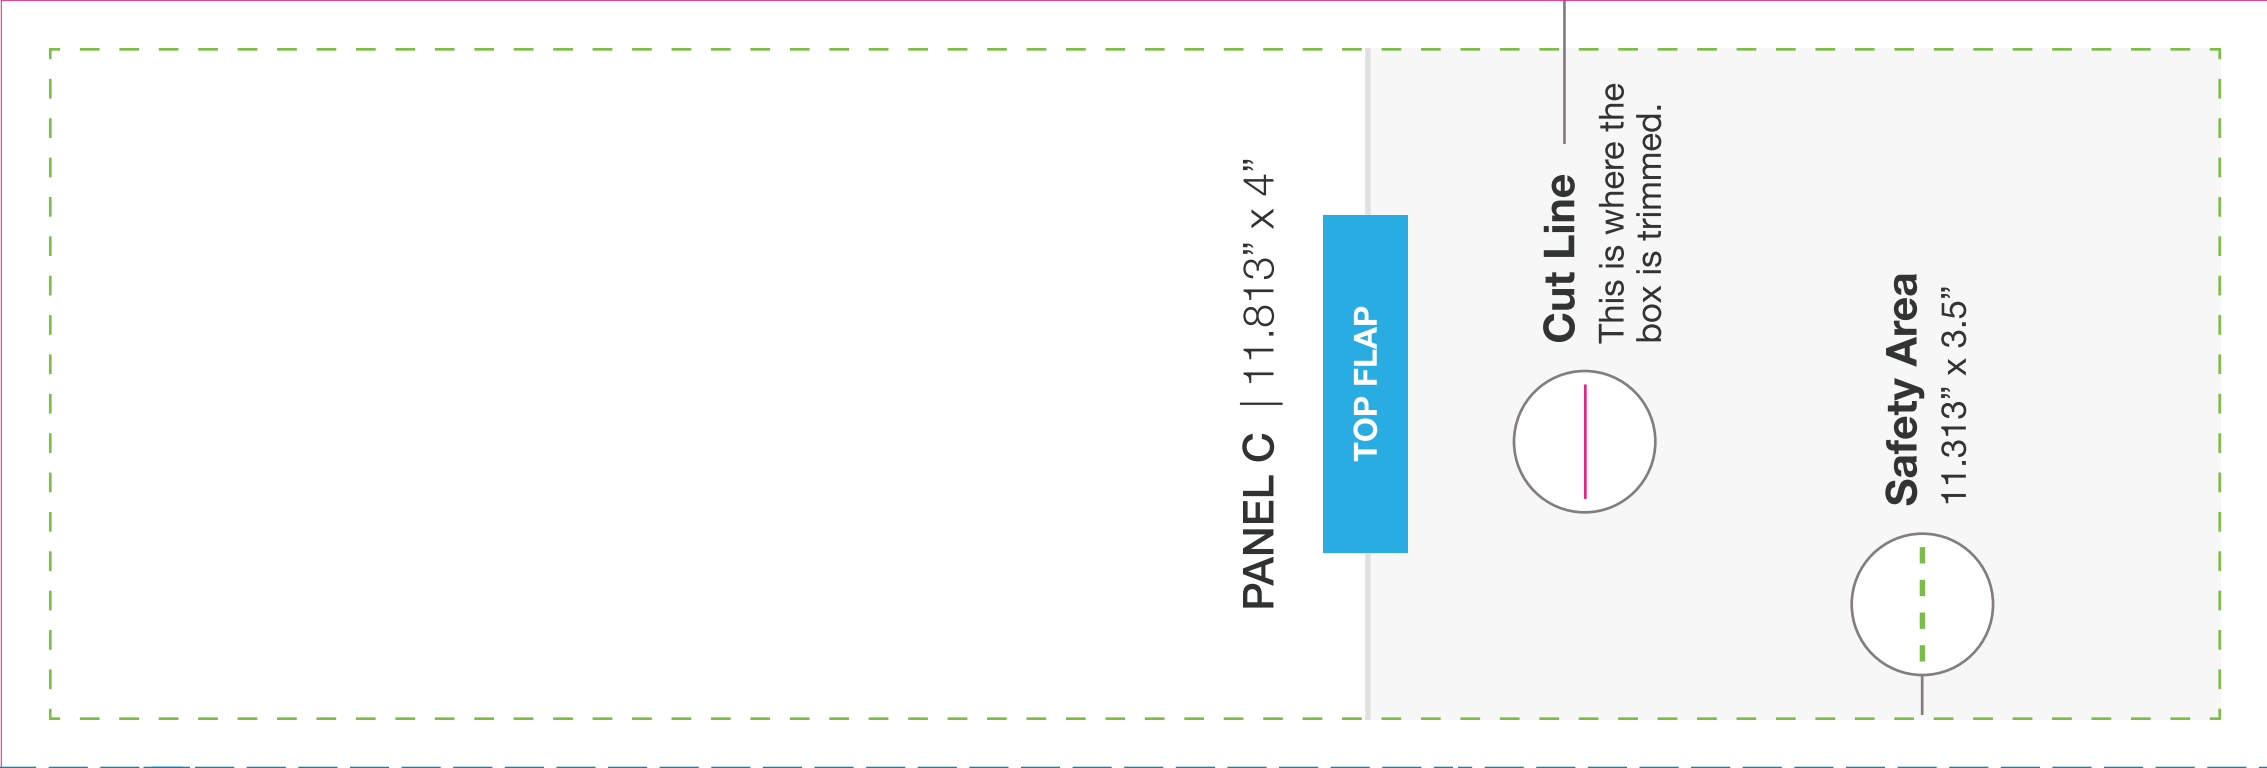 PANEL C | 11.813” x 4”
TOP FLAP
Cut Line
This is where the
box is trimmed.
Safety Area
11.313” x 3.5”